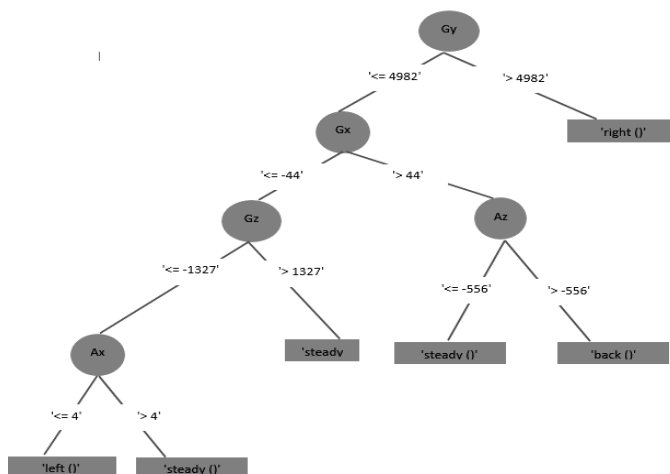 Gy
'<= 4982'
'> 4982'
Gx
'right ()'
'<= -44'
'> 44'
Gz
Az
'<= -1327'
'> 1327'
'<= -556'
'> -556'
Ax
'steady
'steady ()'
'back ()'
'<= 4'
'> 4'
'left ()'
'steady ()'